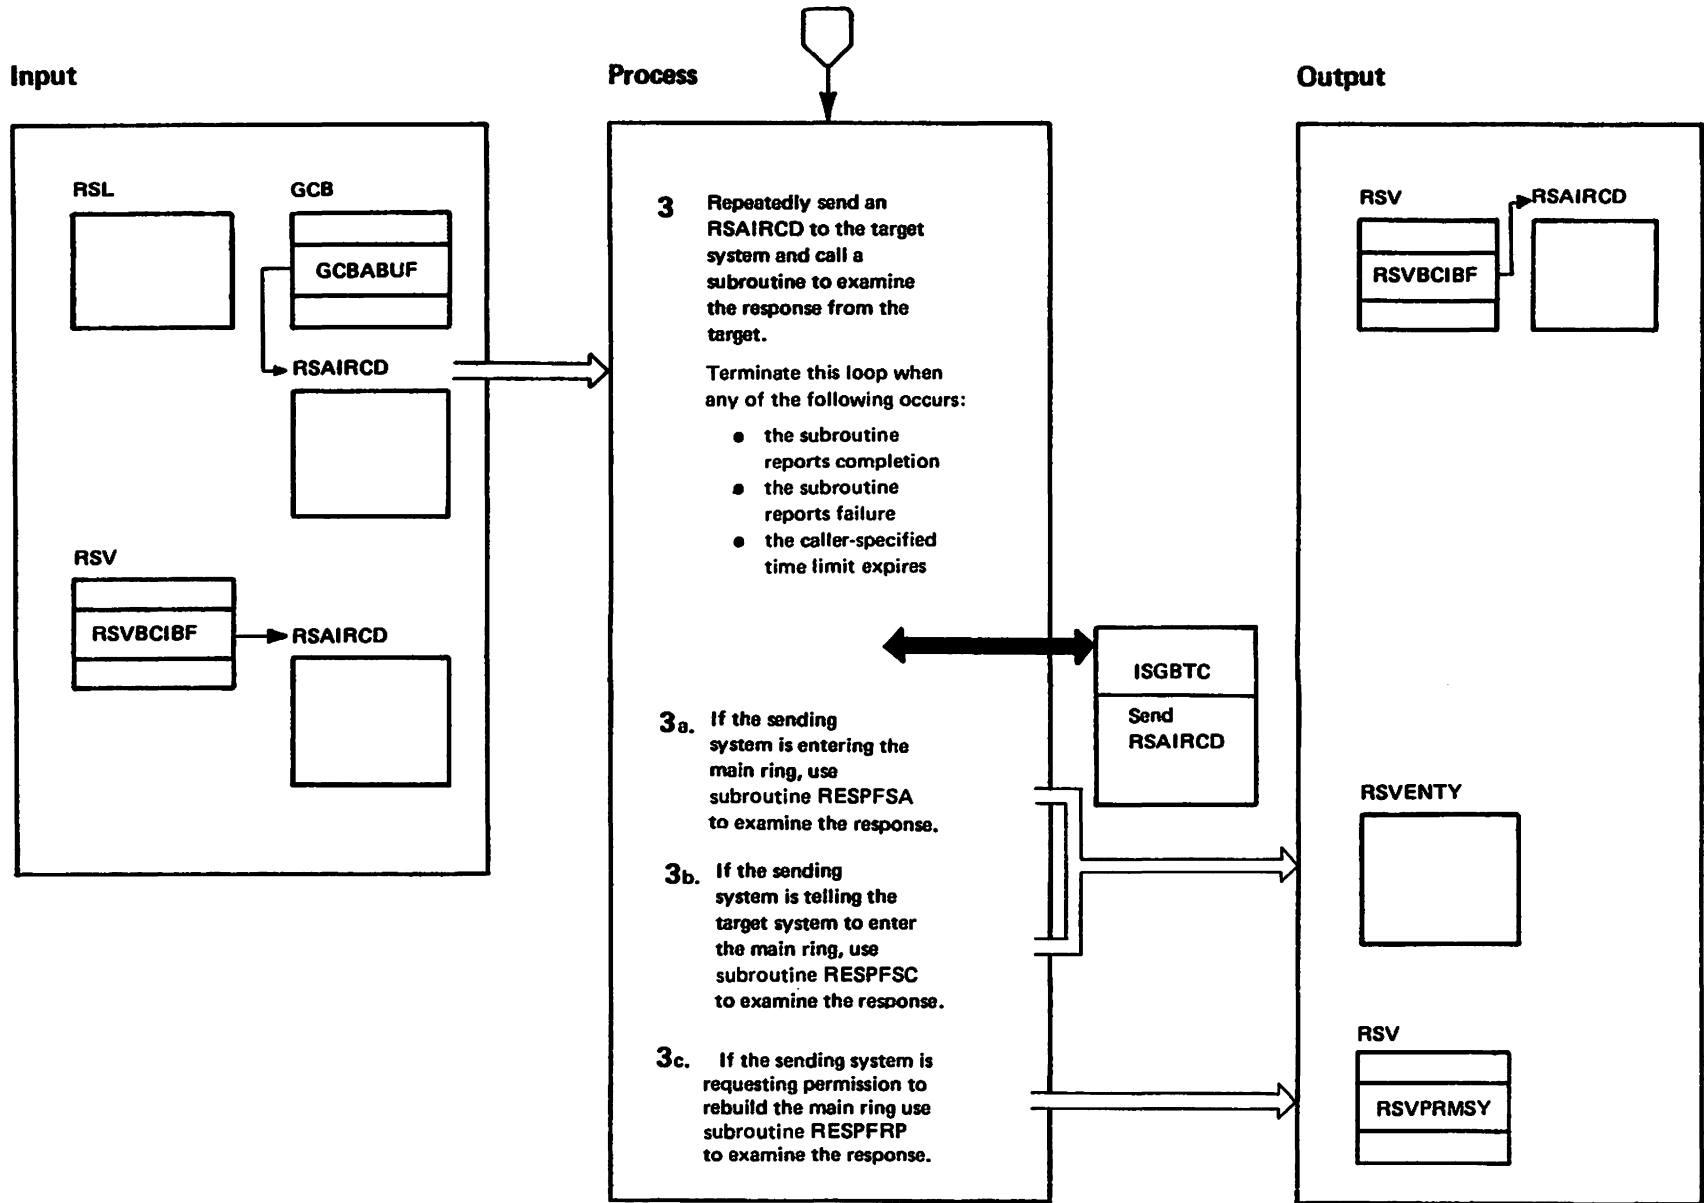 Input
Process
Output
RSL
GCB
GCBABUF
RSAIRCD
RSV
RSVBCIBF
RSAIRCD
3 Repeatedly send an
RSAIRCD to the target
system and call a
subroutine to examine
the response from the
target.
Terminate this loop when
any of the following occurs:
• the subroutine
reports completion
• the subroutine
reports failure
• the caller-specified
time limit expires
ISGBTC
Send
RSAIRCD
3a. If the sending
system is entering the
main ring, use
subroutine RESPFSA
to examine the response.
3b. If the sending
system is telling the
target system to enter
the main ring, use
subroutine RESPFSC
to examine the response.
3c. If the sending system is
requesting permission to
rebuild the main ring use
subroutine RESPFRP
to examine the response.
RSV
RSAIRCD
RSVBCIBF
RSVENTY
RSV
RSVPRMSY